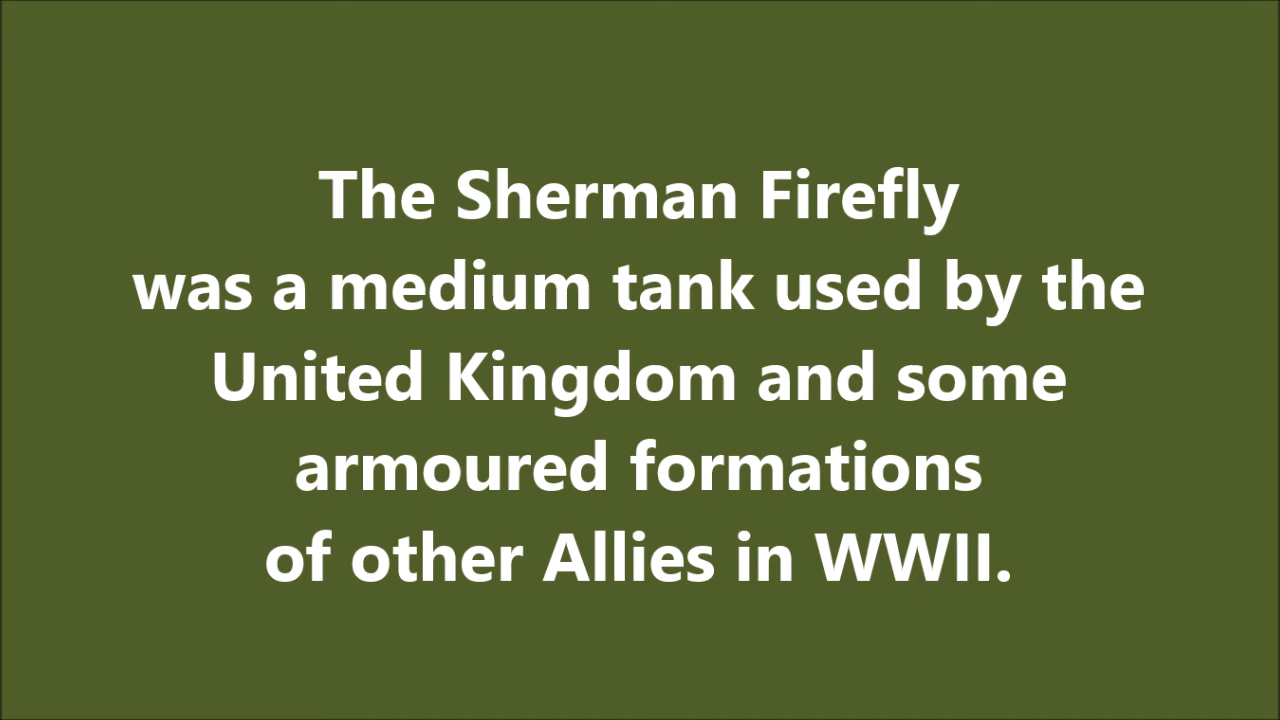 The Sherman Firefly
was a medium tank used by the
United Kingdom and some
armoured formations
of other Allies in WWII.